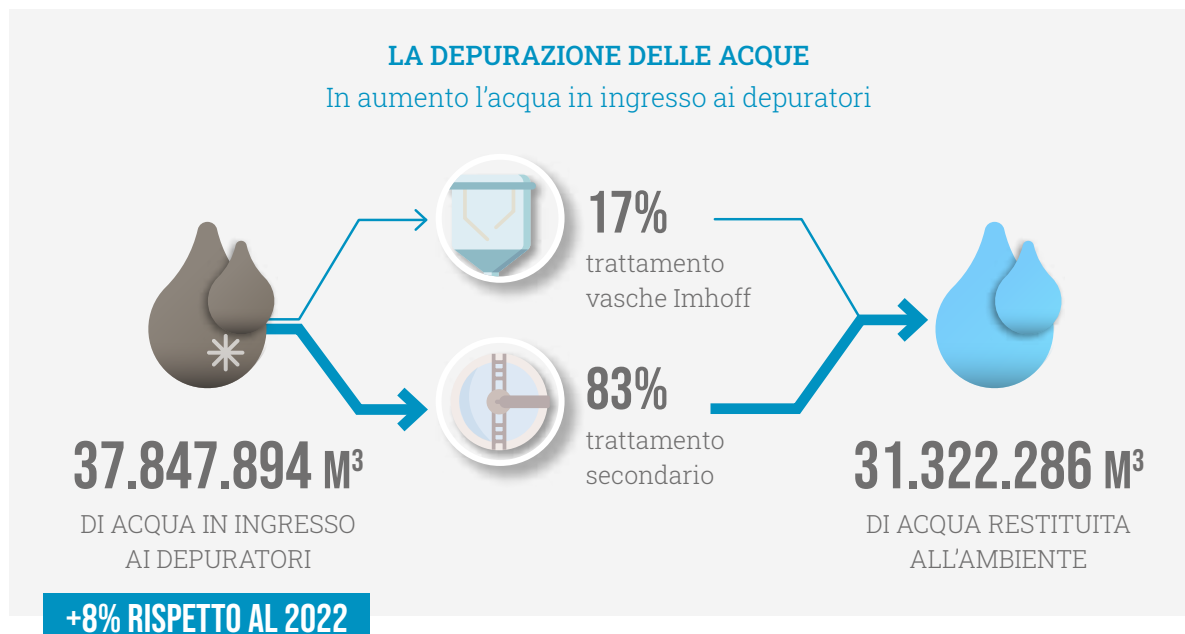 LA DEPURAZIONE DELLE ACQUE
In aumento l’acqua in ingresso ai depuratori
17%
trattamento
vasche Imhoff
83%
trattamento
secondario
37.847.894 M³
DI ACQUA IN INGRESSO
AI DEPURATORI
+8% RISPETTO AL 2022
31.322.286 M³
DI ACQUA RESTITUITA
ALL’AMBIENTE